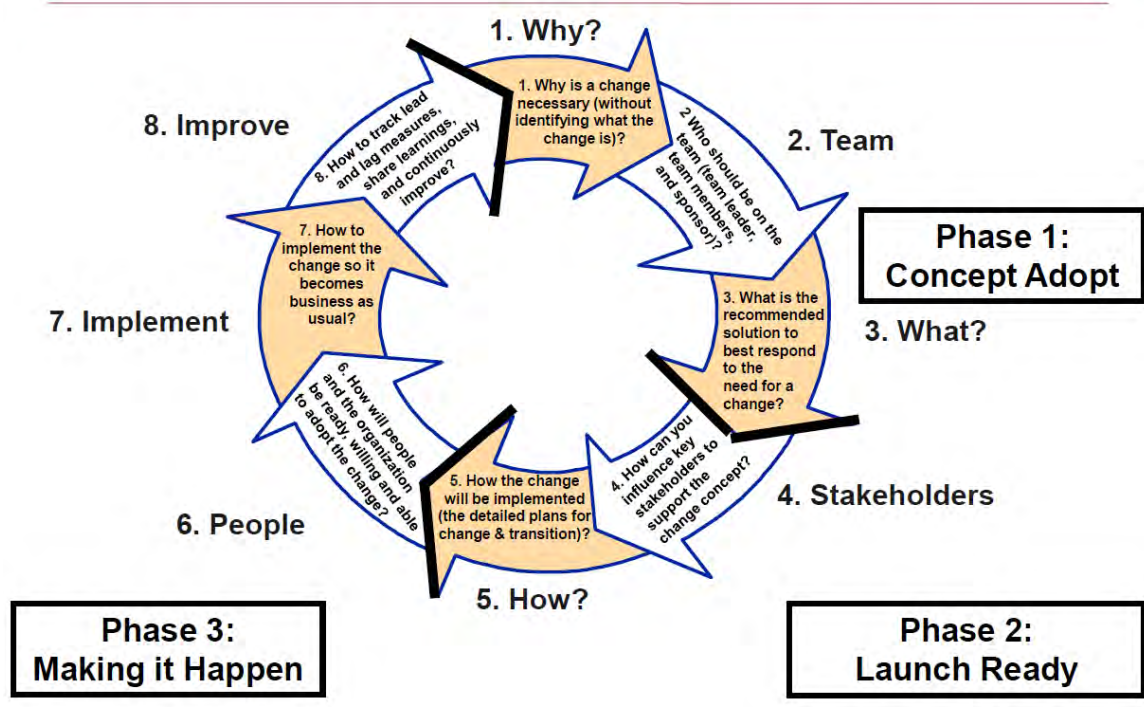 1. Why?
1. Why is a change
necessary (without
identifying what the
change is)?
2. Team
2 Who should be on the
team (team leader,
team members,
and sponsor)?
Phase 1:
Concept Adopt
3. What?
3. What is the
recommended
solution to
best respond
to the
need for a
change?
4. Stakeholders
4. How can you
influence key
stakeholders to
support the
change concept?
Phase 2:
Launch Ready
5. How?
5. How the change
will be implemented
(the detailed plans for
change & transition)?
6. People
6. How will people
and the organization
be ready, willing and able
to adopt the change?
Phase 3:
Making it Happen
7. Implement
7. How to
implement the
change so it
becomes
business as
usual?
8. Improve
8. How to track lead
and lag measures,
share learnings,
and continuously
improve?